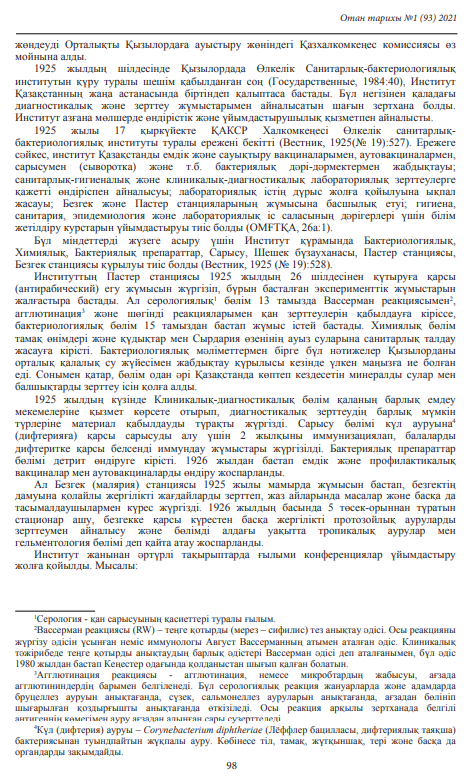 Отан тарихы №1 (93) 2021
жөндеуді Орталықты Қызылордаға ауыстыру жөніндегі Қазхалкомкеңес комиссиясы өз
мойнына алды.
1925 жылдың шілдесінде Қызылордада Өлкелік Санитарлық-бактериологиялық
институтын құру туралы шешім қабылданған соң (Государственные, 1984:40), Институт
Қазақстанның жаңа астанасында біртіндеп қалыптаса бастады. Бұл негізінен қаладағы
диагностикалық және зерттеу жұмыстарымен айналысатын шағын зертхана болды.
Институт азғана мөлшерде өндірістік және ұйымдастырушылық қызметпен айналысты.
1925 жылы 17 қыркүйекте ҚАКСР Халкомкеңесі Өлкелік санитарлық-
бактериологиялық институты туралы ережені бекітті (Вестник, 1925(№ 19):527). Ережеге
сәйкес, институт Қазақстанды емдік және сауықтыру вакциналарымен, аутовакциналармен,
сарысумен (сыворотка) және т.б. бактериялық дәрі-дәрмектермен жабдықтауы;
санитарлық-гигиеналық және клиникалық-диагностикалық лабораториялық зерттеулерге
қажетті өндіріспен айналысуы; лабораториялық істің дұрыс жолға қойылуына ықпал
жасауы; Безгек және Пастер станцияларының жұмысына басшылық етуі; гигиена,
санитария, эпидемиология және лабораториялық іс саласының дәрігерлері үшін білім
жетілдіру курстарын ұйымдастыруы тиіс болды (ОМҒТҚА, 26а:1).
Бұл міндеттерді жүзеге асыру үшін Институт құрамында Бактериологиялық,
Химиялық, Бактериялық препараттар, Сарысу, Шешек бұзауханасы, Пастер станциясы,
Безгек станциясы құрылуы тиіс болды (Вестник, 1925 (№ 19):528).
Институттың Пастер станциясы 1925 жылдың 26 шілдесінен құтыруға қарсы
(антирабический) егу жұмысын жүргізіп, бұрын басталған эксперименттік жұмыстарын
жалғастыра бастады. Ал серологиялық¹ бөлім 13 тамызда Вассерман реакциясымен²,
агглютинация³ және шөгінді реакцияларымен қан зерттеулерін қабылдауға кіріссе,
бактериологиялық бөлім 15 тамыздан бастап жұмыс істей бастады. Химиялық бөлім
тамақ өнімдері және құдықтар мен Сырдария өзенінің ауыз суларына санитарлық талдау
жасауға кірісті. Бактериологиялық мәліметтермен бірге бұл нәтижелер Қызылорданы
орталық қалалық су жүйесімен жабдықтау құрылысы кезінде үлкен маңызға ие болған
еді. Сонымен қатар, бөлім одан әрі Қазақстанда көптеп кездесетін минералды сулар мен
балшықтарды зерттеу ісін қолға алды.
1925 жылдың күзінде Клиникалық-диагностикалық бөлім қаланың барлық емдеу
мекемелеріне қызмет көрсете отырып, диагностикалық зерттеудің барлық мүмкін
түрлеріне материал қабылдауды тұрақты жүргізді. Сарысу бөлімі күл ауруына⁴
(дифтерияға) қарсы сарысуды алу үшін 2 жылқыны иммунизациялап, балаларды
дифтеритке қарсы белсенді иммундау жұмыстары жүргізілді. Бактериялық препараттар
бөлімі детрит өндіруге кірісті. 1926 жылдан бастап емдік және профилактикалық
вакциналар мен аутовакциналарды өндіру жоспарланды.
Ал Безгек (малярия) станциясы 1925 жылы мамырда жұмысын бастап, безгектің
дамуына қолайлы жергілікті жағдайларды зерттеп, жаз айларында масалар және басқа да
тасымалдаушылармен күрес жүргізді. 1926 жылдың басында 5 төсек-орыннан тұратын
стационар ашу, безгекке қарсы күрестен басқа жергілікті протозойлық ауруларды
зерттеумен айналысу және бөлімді алдағы уақытта тропикалық аурулар мен
гельментология бөлімі деп қайта атау жоспарланды.
Институт жанынан әртүрлі тақырыптарда ғылыми конференциялар ұйымдастыру
жолға қойылды. Мысалы:
¹Серология - қан сарысуының қасиеттері туралы ғылым.
²Вассерман реакциясы (RW) – теңге қотырды (мерез – сифилис) тез анықтау әдісі. Осы реакцияны
жүргізу әдісін ұсынған неміс иммунологы Август Вассерманның атымен аталған әдіс. Клиникалық
тәжірибеде теңге қотырды анықтаудың барлық әдістері Вассерман әдісі деп аталғанымен, бұл әдіс
1980 жылдан бастап Кеңестер одағында қолданыстан шығып қалған болатын.
³Агглютинация реакциясы - агглютинация, немесе микробтардың жабысуы, ағзада
агглютининдердің барымен белгіленеді. Бұл серологиялық реакция жануарларда және адамдарда
бруцеллез ауруын анықтағанда, сүзек, сальмонеллез ауруларын анықтағанда, ағзадан бөлініп
шығарылған қоздырғышты анықтағанда өткізіледі. Осы реакция арқылы зертханада белгілі
антигеннің көмегімен ауру ағзадан алынған сары су зерттеледі.
⁴Күл (дифтерия) ауруы – Corynebacterium diphtheriae (Лёффлер бацилласы, дифтериялық таяқша)
бактериясынан туындпайтын жұқпалы ауру. Көбінесе тіл, тамақ, жұтқыншақ, тері және басқа да
органдарды зақымдайды.
98